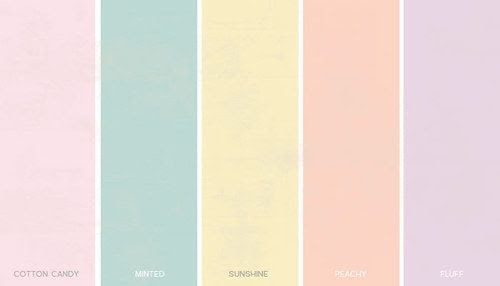 COTTON CANDY
MINTED
SUNSHINE
PEACHY
FLUFF